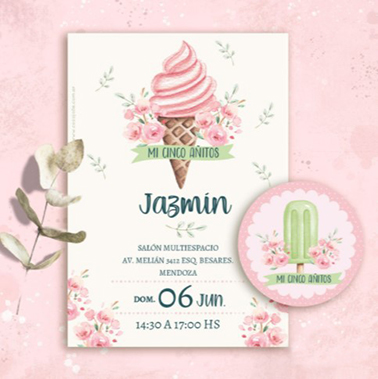 MI CINCO AÑITOS
Jazmín
SALÓN MULTIESPACIO
AV. MELIÁN 3412 ESQ. BESARES.
MENDOZA
DOM. 06 JUN.
14:30 A 17:00 HS
MI CINCO AÑITOS